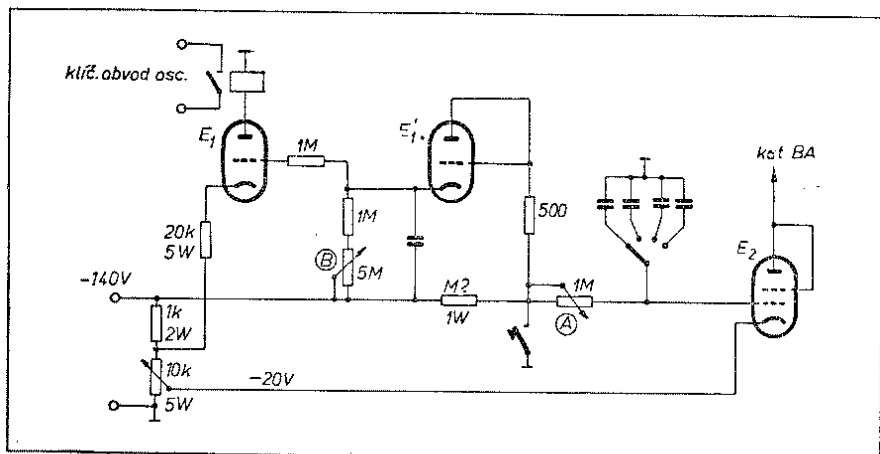 klíč. obvod osc.
E1
1M
E1'
1M
20k
5W
B
5M
500
kat BA
E2
-140V
1k
2W
M2
1W
1M
A
10k
5W
-20V